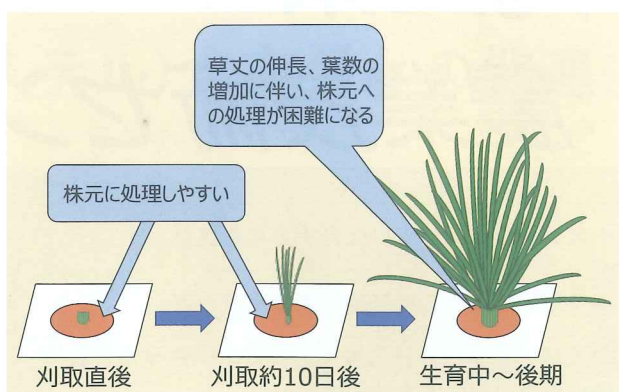 草丈の伸長、葉数の
増加に伴い、株元へ
の処理が困難になる
株元に処理しやすい
刈取直後
刈取約10日後
生育中~後期